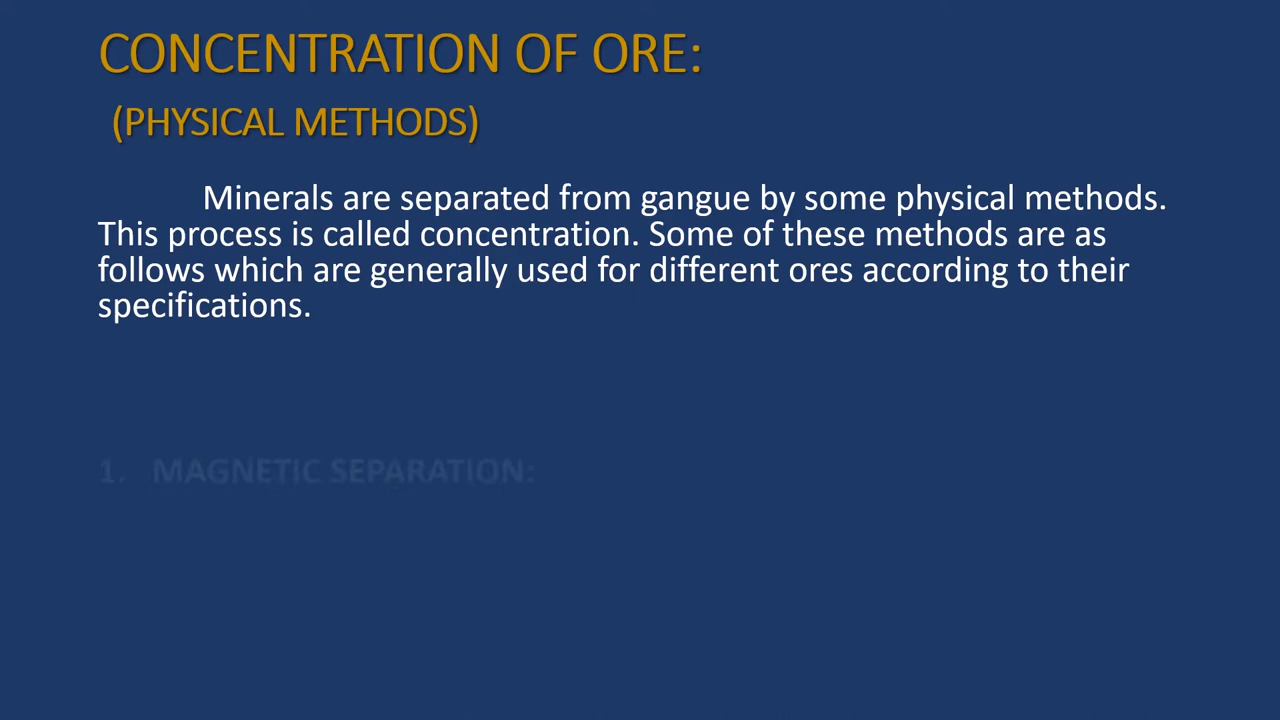 CONCENTRATION OF ORE:
(PHYSICAL METHODS)
Minerals are separated from gangue by some physical methods.
This process is called concentration. Some of these methods are as
follows which are generally used for different ores according to their
specifications.
1. MAGNETIC SEPARATION: